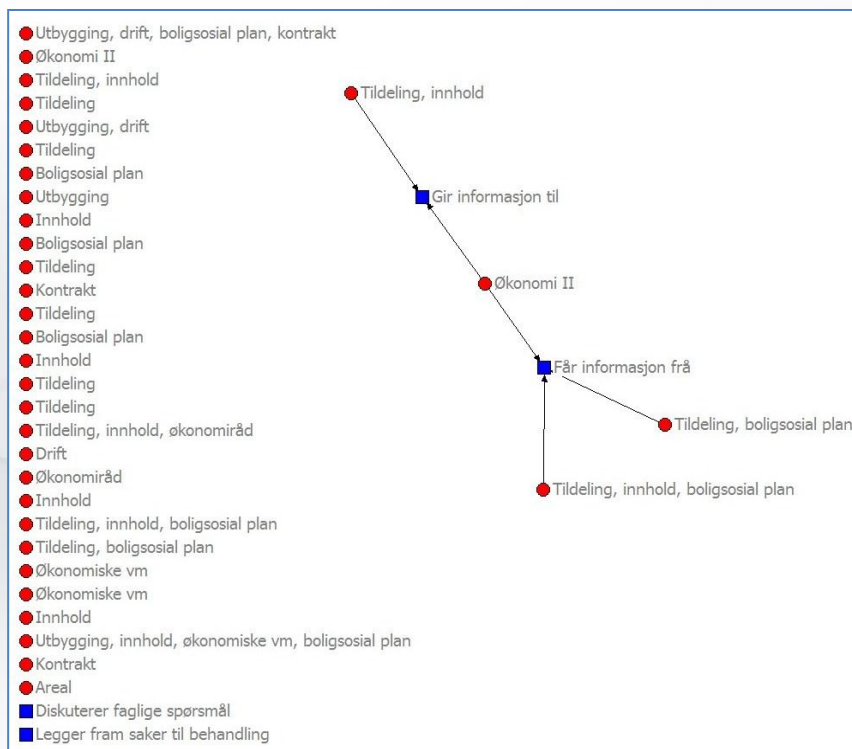 Utbygging, drift, boligsosial plan, kontrakt
Økonomi II
Tildeling, innhold
Tildeling
Utbygging, drift
Tildeling
Boligsosial plan
Utbygging
Innhold
Boligsosial plan
Tildeling
Kontrakt
Tildeling
Boligsosial plan
Innhold
Tildeling
Tildeling
Tildeling, innhold, økonomiråd
Drift
Økonomiråd
Innhold
Tildeling, innhold, boligsosial plan
Tildeling, boligsosial plan
Økonomiske vm
Økonomiske vm
Innhold
Utbygging, innhold, økonomiske vm, boligsosial plan
Kontrakt
Areal
Diskuterer faglige spørsmål
Legger fram saker til behandling
Tildeling, innhold
Gir informasjon til
Økonomi II
Får informasjon frå
Tildeling, boligsosial plan
Tildeling, innhold, boligsosial plan